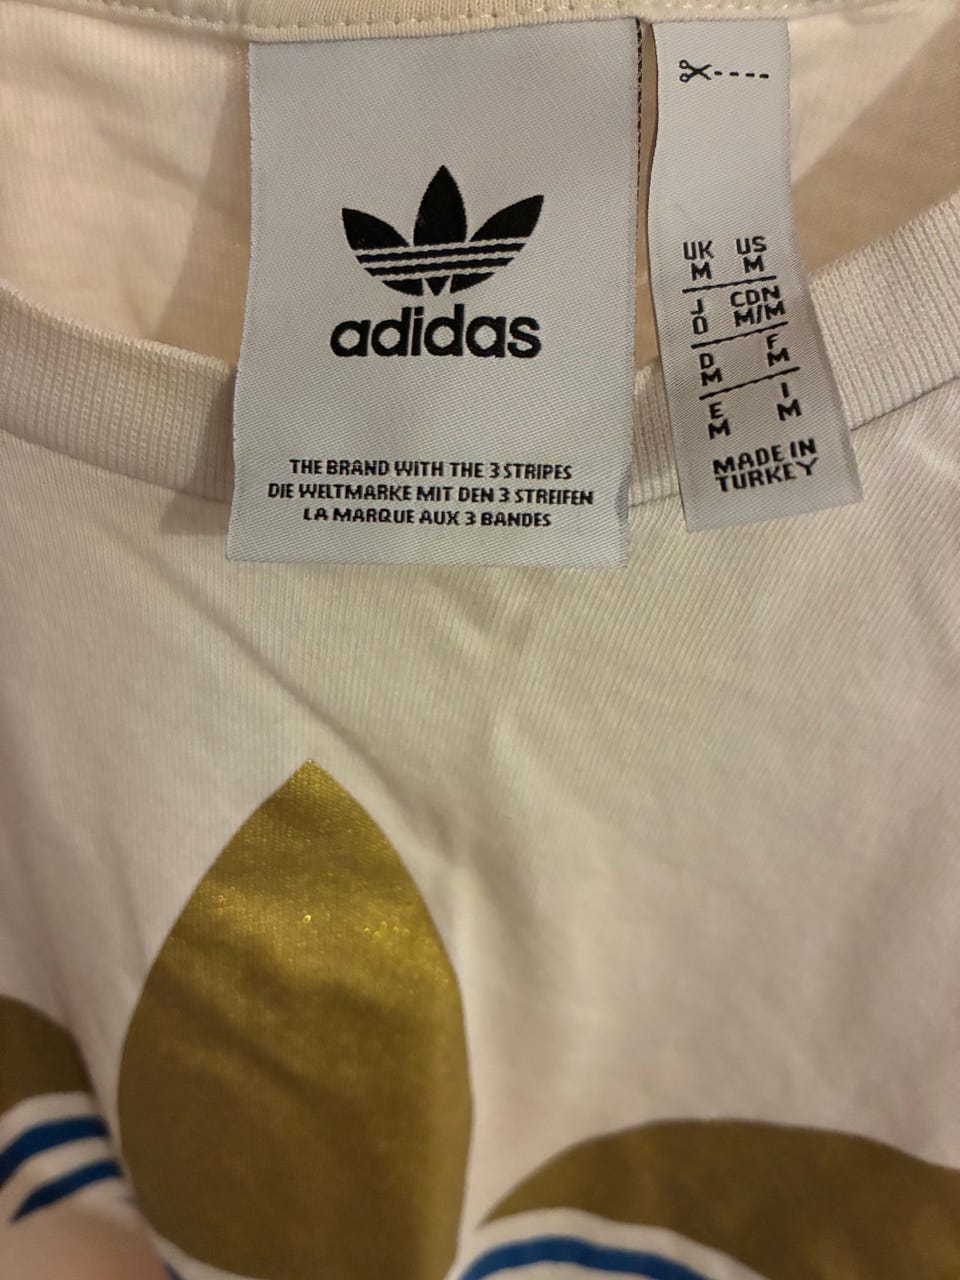 adidas
THE BRAND WITH THE 3 STRIPES
DIE WELTMARKE MIT DEN 3 STREIFEN
LA MARQUE AUX 3 BANDES
UK US
M M
J CDN
O M/M
D F
M M
E I
M M
MADE IN
TURKEY